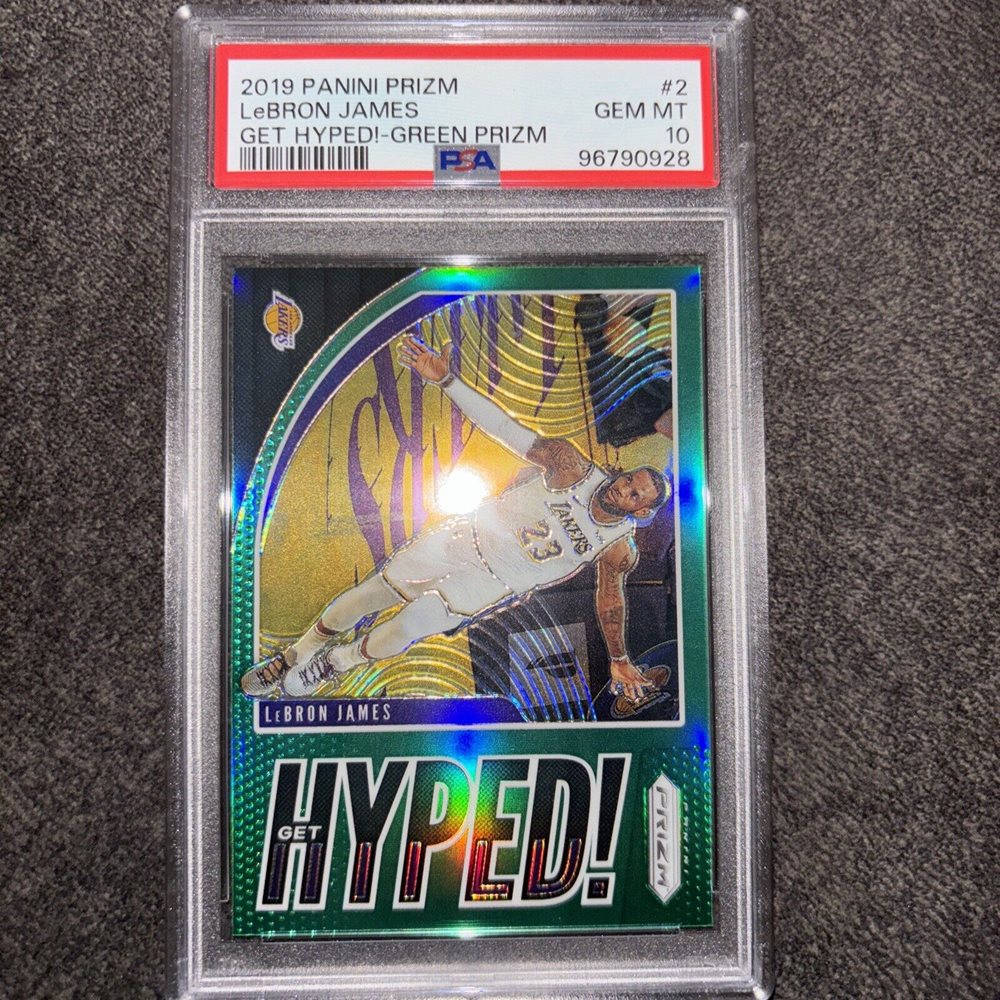 2019 PANINI PRIZM #2
LeBRON JAMES GEM MT
GET HYPED!-GREEN PRIZM 10
PSA 96790928
LAKERS
LAKERS
23
LeBRON JAMES
GET
HYPED!
PRIZM